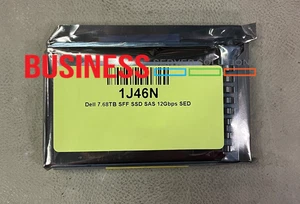 BUSINESS
1J46N
Dell 7.68TB SFF SSD SAS 12Gbps SED